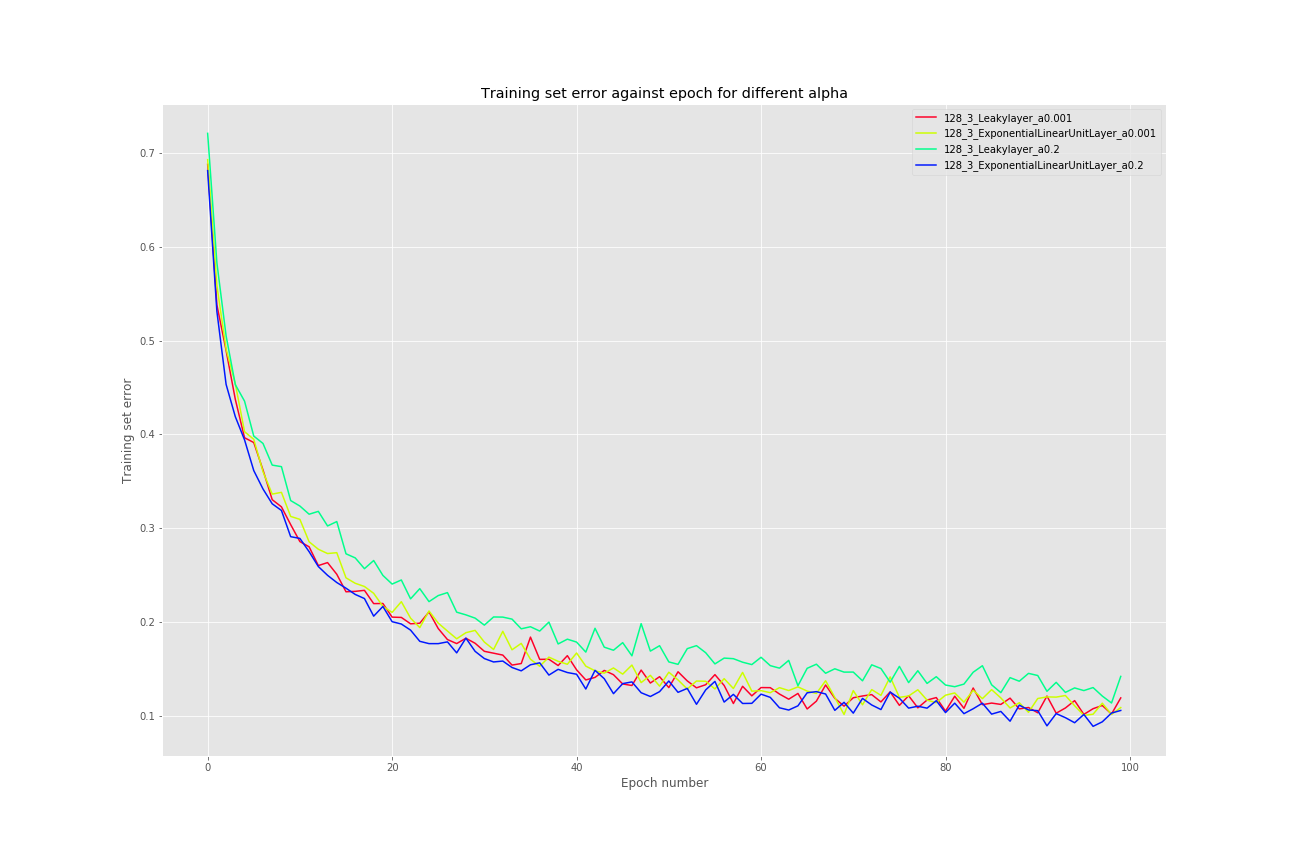 Training set error against epoch for different alpha
128_3_Leakylayer_a0.001
128_3_ExponentialLinearUnitLayer_a0.001
128_3_Leakylayer_a0.2
128_3_ExponentialLinearUnitLayer_a0.2
0.7
0.6
0.5
0.4
0.3
0.2
0.1
Training set error
0 20 40 60 80 100
Epoch number